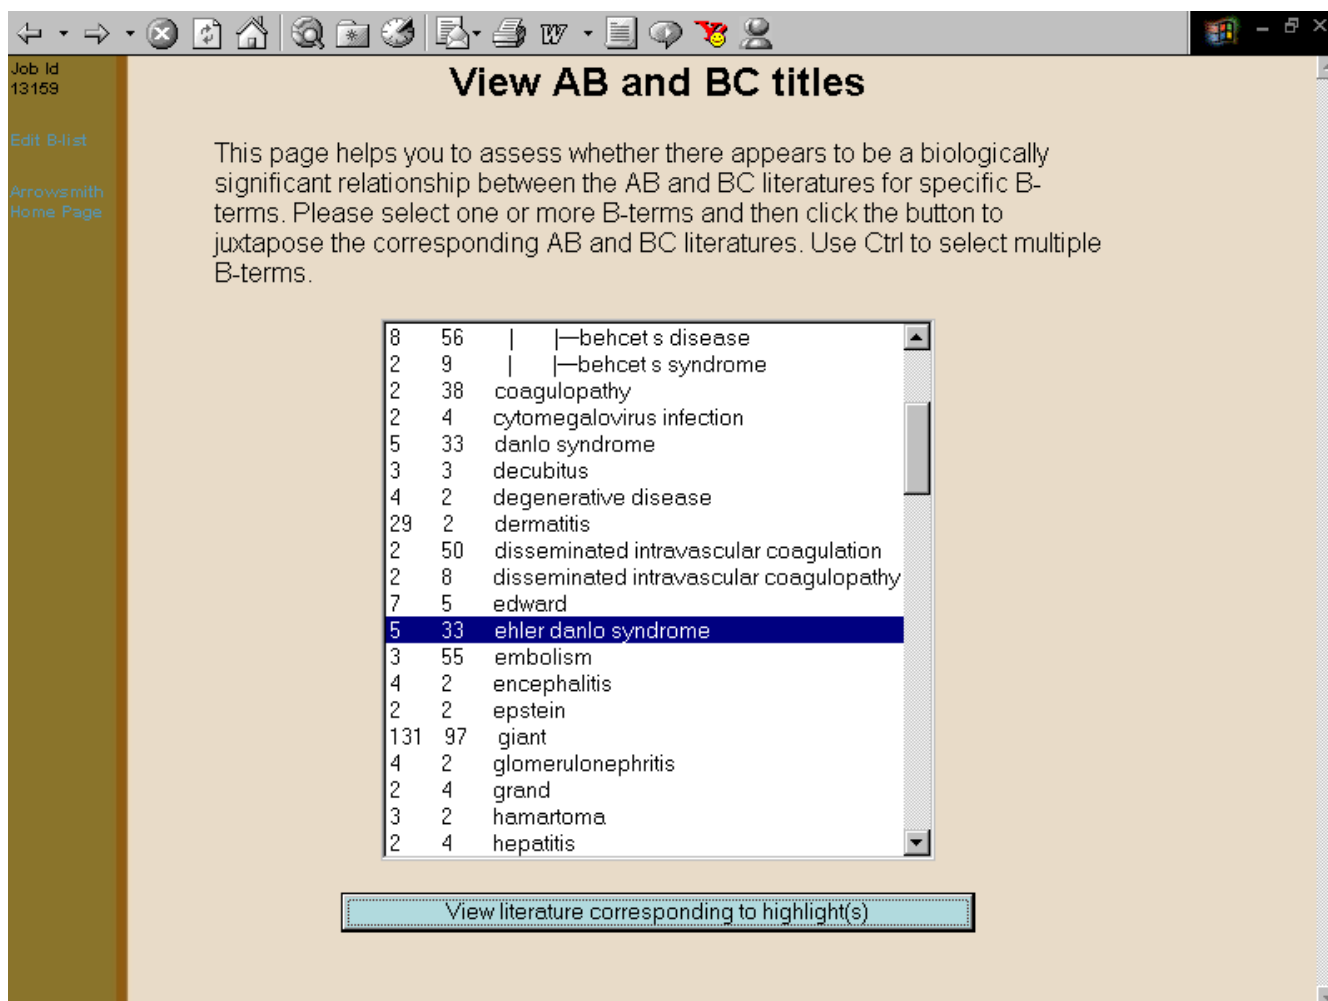 Job Id
13159
Edit B-list
Arrowsmith
Home Page
View AB and BC titles
This page helps you to assess whether there appears to be a biologically
significant relationship between the AB and BC literatures for specific B-
terms. Please select one or more B-terms and then click the button to
juxtapose the corresponding AB and BC literatures. Use Ctrl to select multiple
B-terms.
8 56 | |—behcet s disease
2 9 | |—behcet s syndrome
2 38 coagulopathy
2 4 cytomegalovirus infection
5 33 danlo syndrome
3 3 decubitus
4 2 degenerative disease
29 2 dermatitis
2 50 disseminated intravascular coagulation
2 8 disseminated intravascular coagulopathy
7 5 edward
5 33 ehler danlo syndrome
3 55 embolism
4 2 encephalitis
2 2 epstein
131 97 giant
4 2 glomerulonephritis
2 4 grand
3 2 hamartoma
2 4 hepatitis
View literature corresponding to highlight(s)